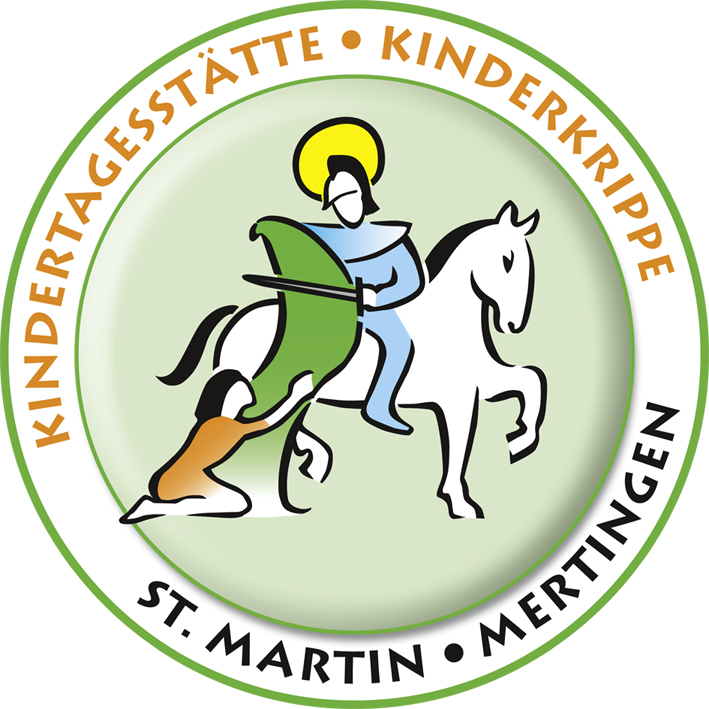 KINDERTAGESSTÄTTE • KINDERKRIPPE
ST. MARTIN • MERTINGEN